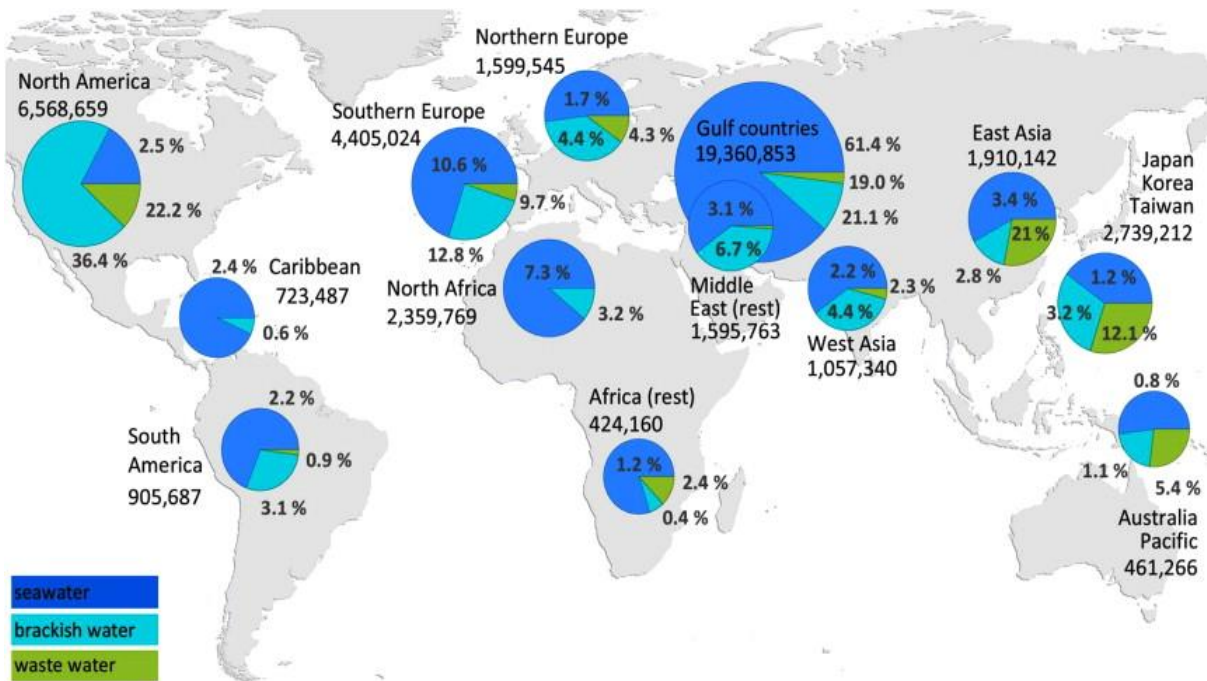 North America
6,568,659
2.5 %
22.2 %
36.4 %
Northern Europe
1,599,545
1.7 %
4.4 %
4.3 %
Southern Europe
4,405,024
10.6 %
9.7 %
12.8 %
Gulf countries
19,360,853
61.4 %
19.0 %
21.1 %
3.1 %
6.7 %
Middle
East (rest)
1,595,763
East Asia
1,910,142
3.4 %
21 %
2.8 %
Japan
Korea
Taiwan
2,739,212
1.2 %
3.2 %
12.1 %
2.4 %
Caribbean
723,487
0.6 %
North Africa
2,359,769
7.3 %
3.2 %
2.2 %
2.3 %
4.4 %
West Asia
1,057,340
2.2 %
South
America
905,687
0.9 %
3.1 %
Africa (rest)
424,160
1.2 %
2.4 %
0.4 %
0.8 %
1.1 %
5.4 %
Australia
Pacific
461,266
seawater
brackish water
waste water